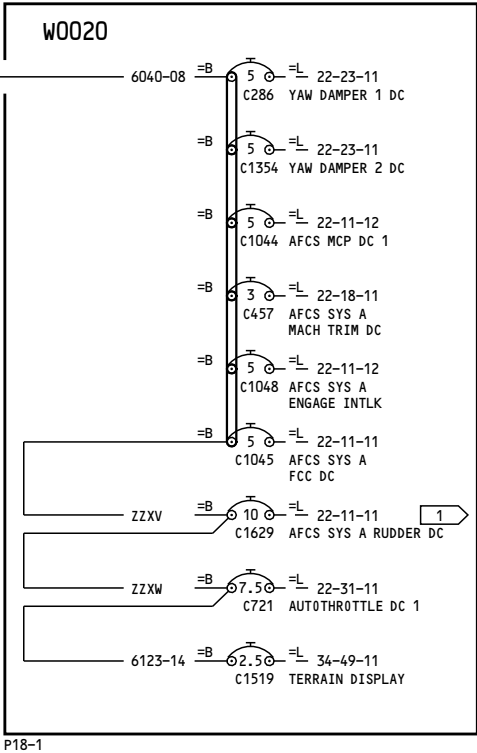 W0020
6040-08 =B 5 =L 22-23-11
C286 YAW DAMPER 1 DC
=B 5 =L 22-23-11
C1354 YAW DAMPER 2 DC
=B 5 =L 22-11-12
C1044 AFCS MCP DC 1
=B 3 =L 22-18-11
C457 AFCS SYS A
MACH TRIM DC
=B 5 =L 22-11-12
C1048 AFCS SYS A
ENGAGE INTLK
=B 5 =L 22-11-11
C1045 AFCS SYS A
FCC DC
ZZXV =B 10 =L 22-11-11 1
C1629 AFCS SYS A RUDDER DC
ZZXW =B 7.5 =L 22-31-11
C721 AUTOTHROTTLE DC 1
6123-14 =B 2.5 =L 34-49-11
C1519 TERRAIN DISPLAY
P18-1